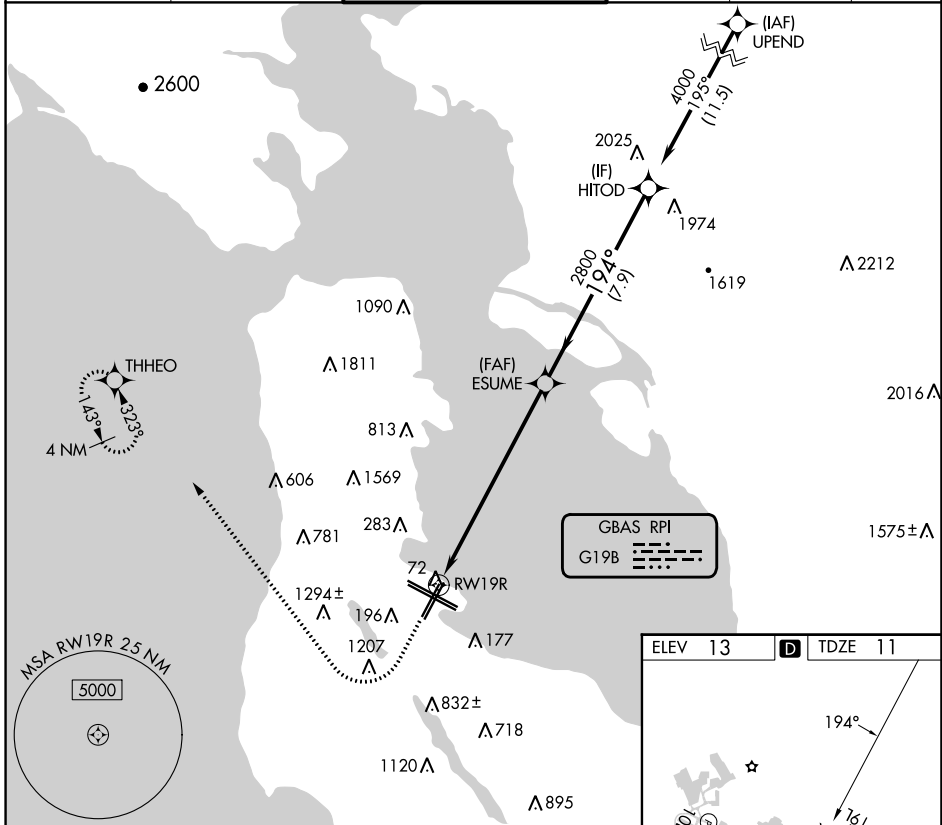 (IAF)
UPEND
2600
4000
195°
(11.5)
2025
(IF)
HITOD
1974
2800
194°
(7.9)
1619
2212
1090
THHEO
1811
(FAF)
ESUME
143°
323°
2016
4 NM
813
606
1569
283
781
GBAS RPI
G19B
1575±
72
RW19R
1294±
196
177
1207
MSA RW19R 25 NM
5000
832±
718
1120
895
ELEV 13
D
TDZE 11
194°